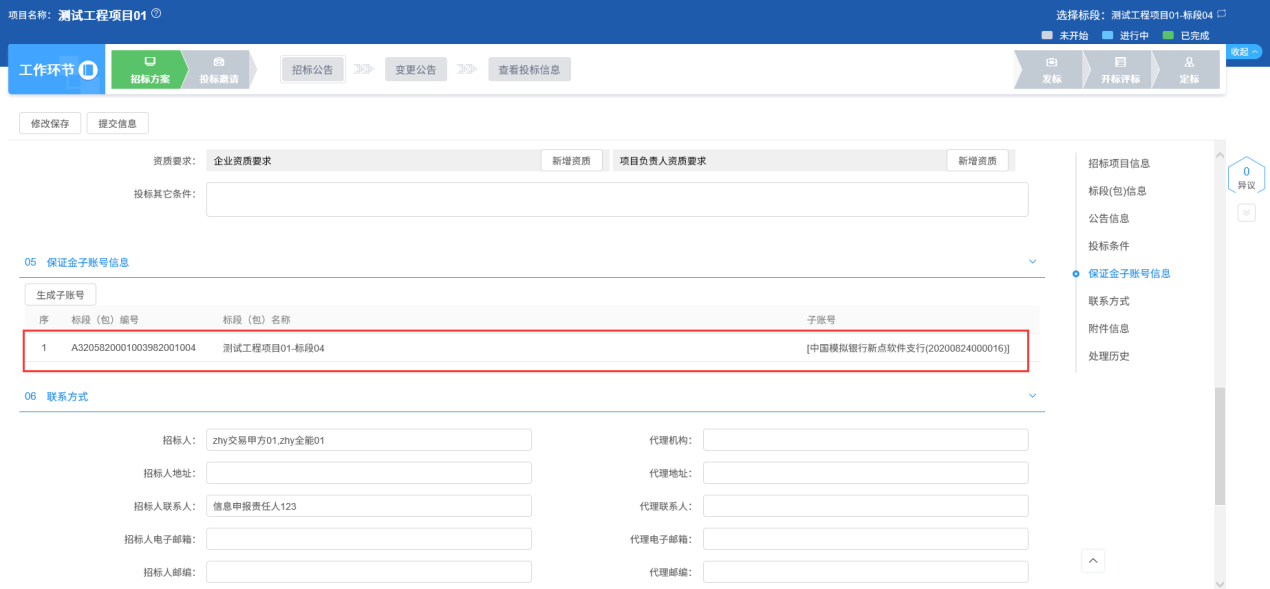 项目名称: 测试工程项目01
选择标段: 测试工程项目01-标段04
未开始 进行中 已完成
工作环节
招标方案
投标邀请
招标公告
变更公告
查看投标信息
发标
开标评标
定标
收起
修改保存
提交信息
资质要求: 企业资质要求 新增资质 项目负责人资质要求 新增资质
投标其它条件:
05 保证金子账号信息
生成子账号
序 标段（包）编号 标段（包）名称 子账号
1 A3205820001003982001004 测试工程项目01-标段04 [中国模拟银行新点软件支行(20200824000016)]
06 联系方式
招标人: zhy交易甲方01,zhy全能01 代理机构:
招标人地址: 代理地址:
招标人联系人: 信息申报责任人123 代理联系人:
招标人电子邮箱: 代理电子邮箱:
招标人邮编: 代理邮编:
招标项目信息
标段(包)信息
公告信息
投标条件
保证金子账号信息
联系方式
附件信息
处理历史
0
异议